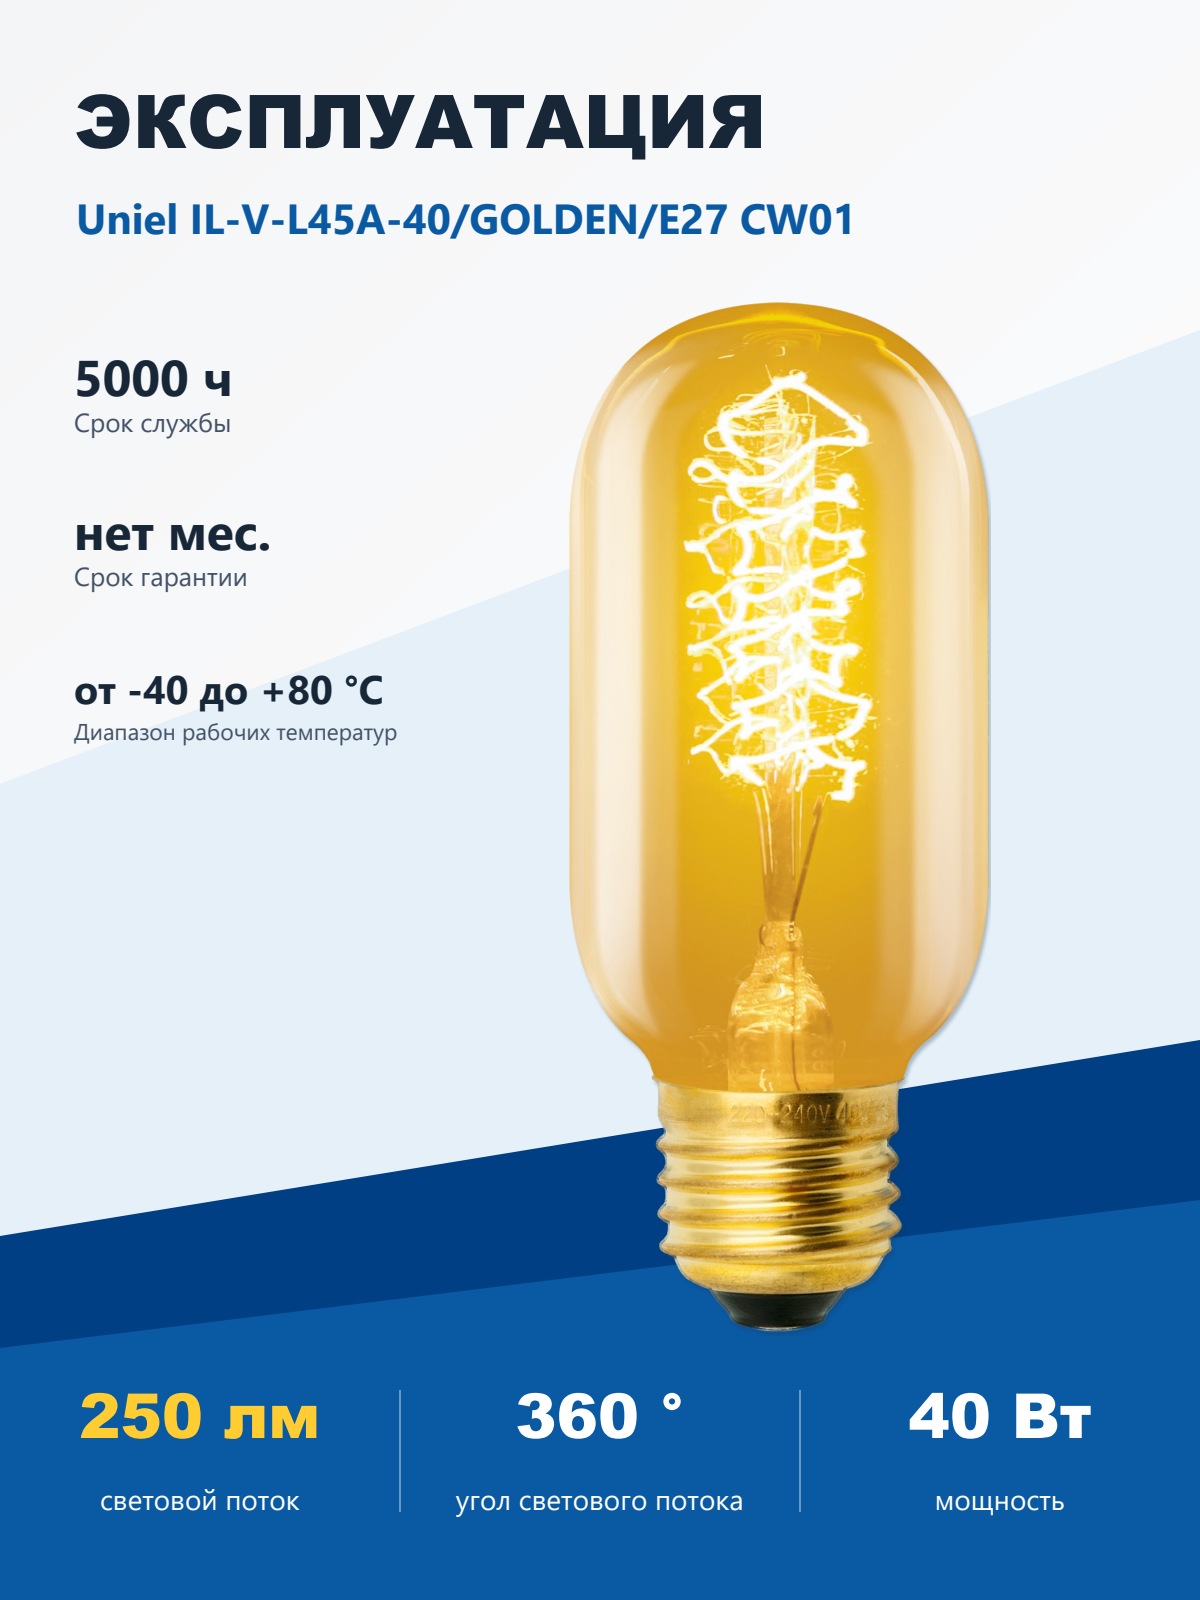 ЭКСПЛУАТАЦИЯ
Uniel IL-V-L45A-40/GOLDEN/E27 CW01
5000 ч
Срок службы
нет мес.
Срок гарантии
от -40 до +80 °C
Диапазон рабочих температур
250 лм
световой поток
360 °
угол светового потока
40 Вт
мощность